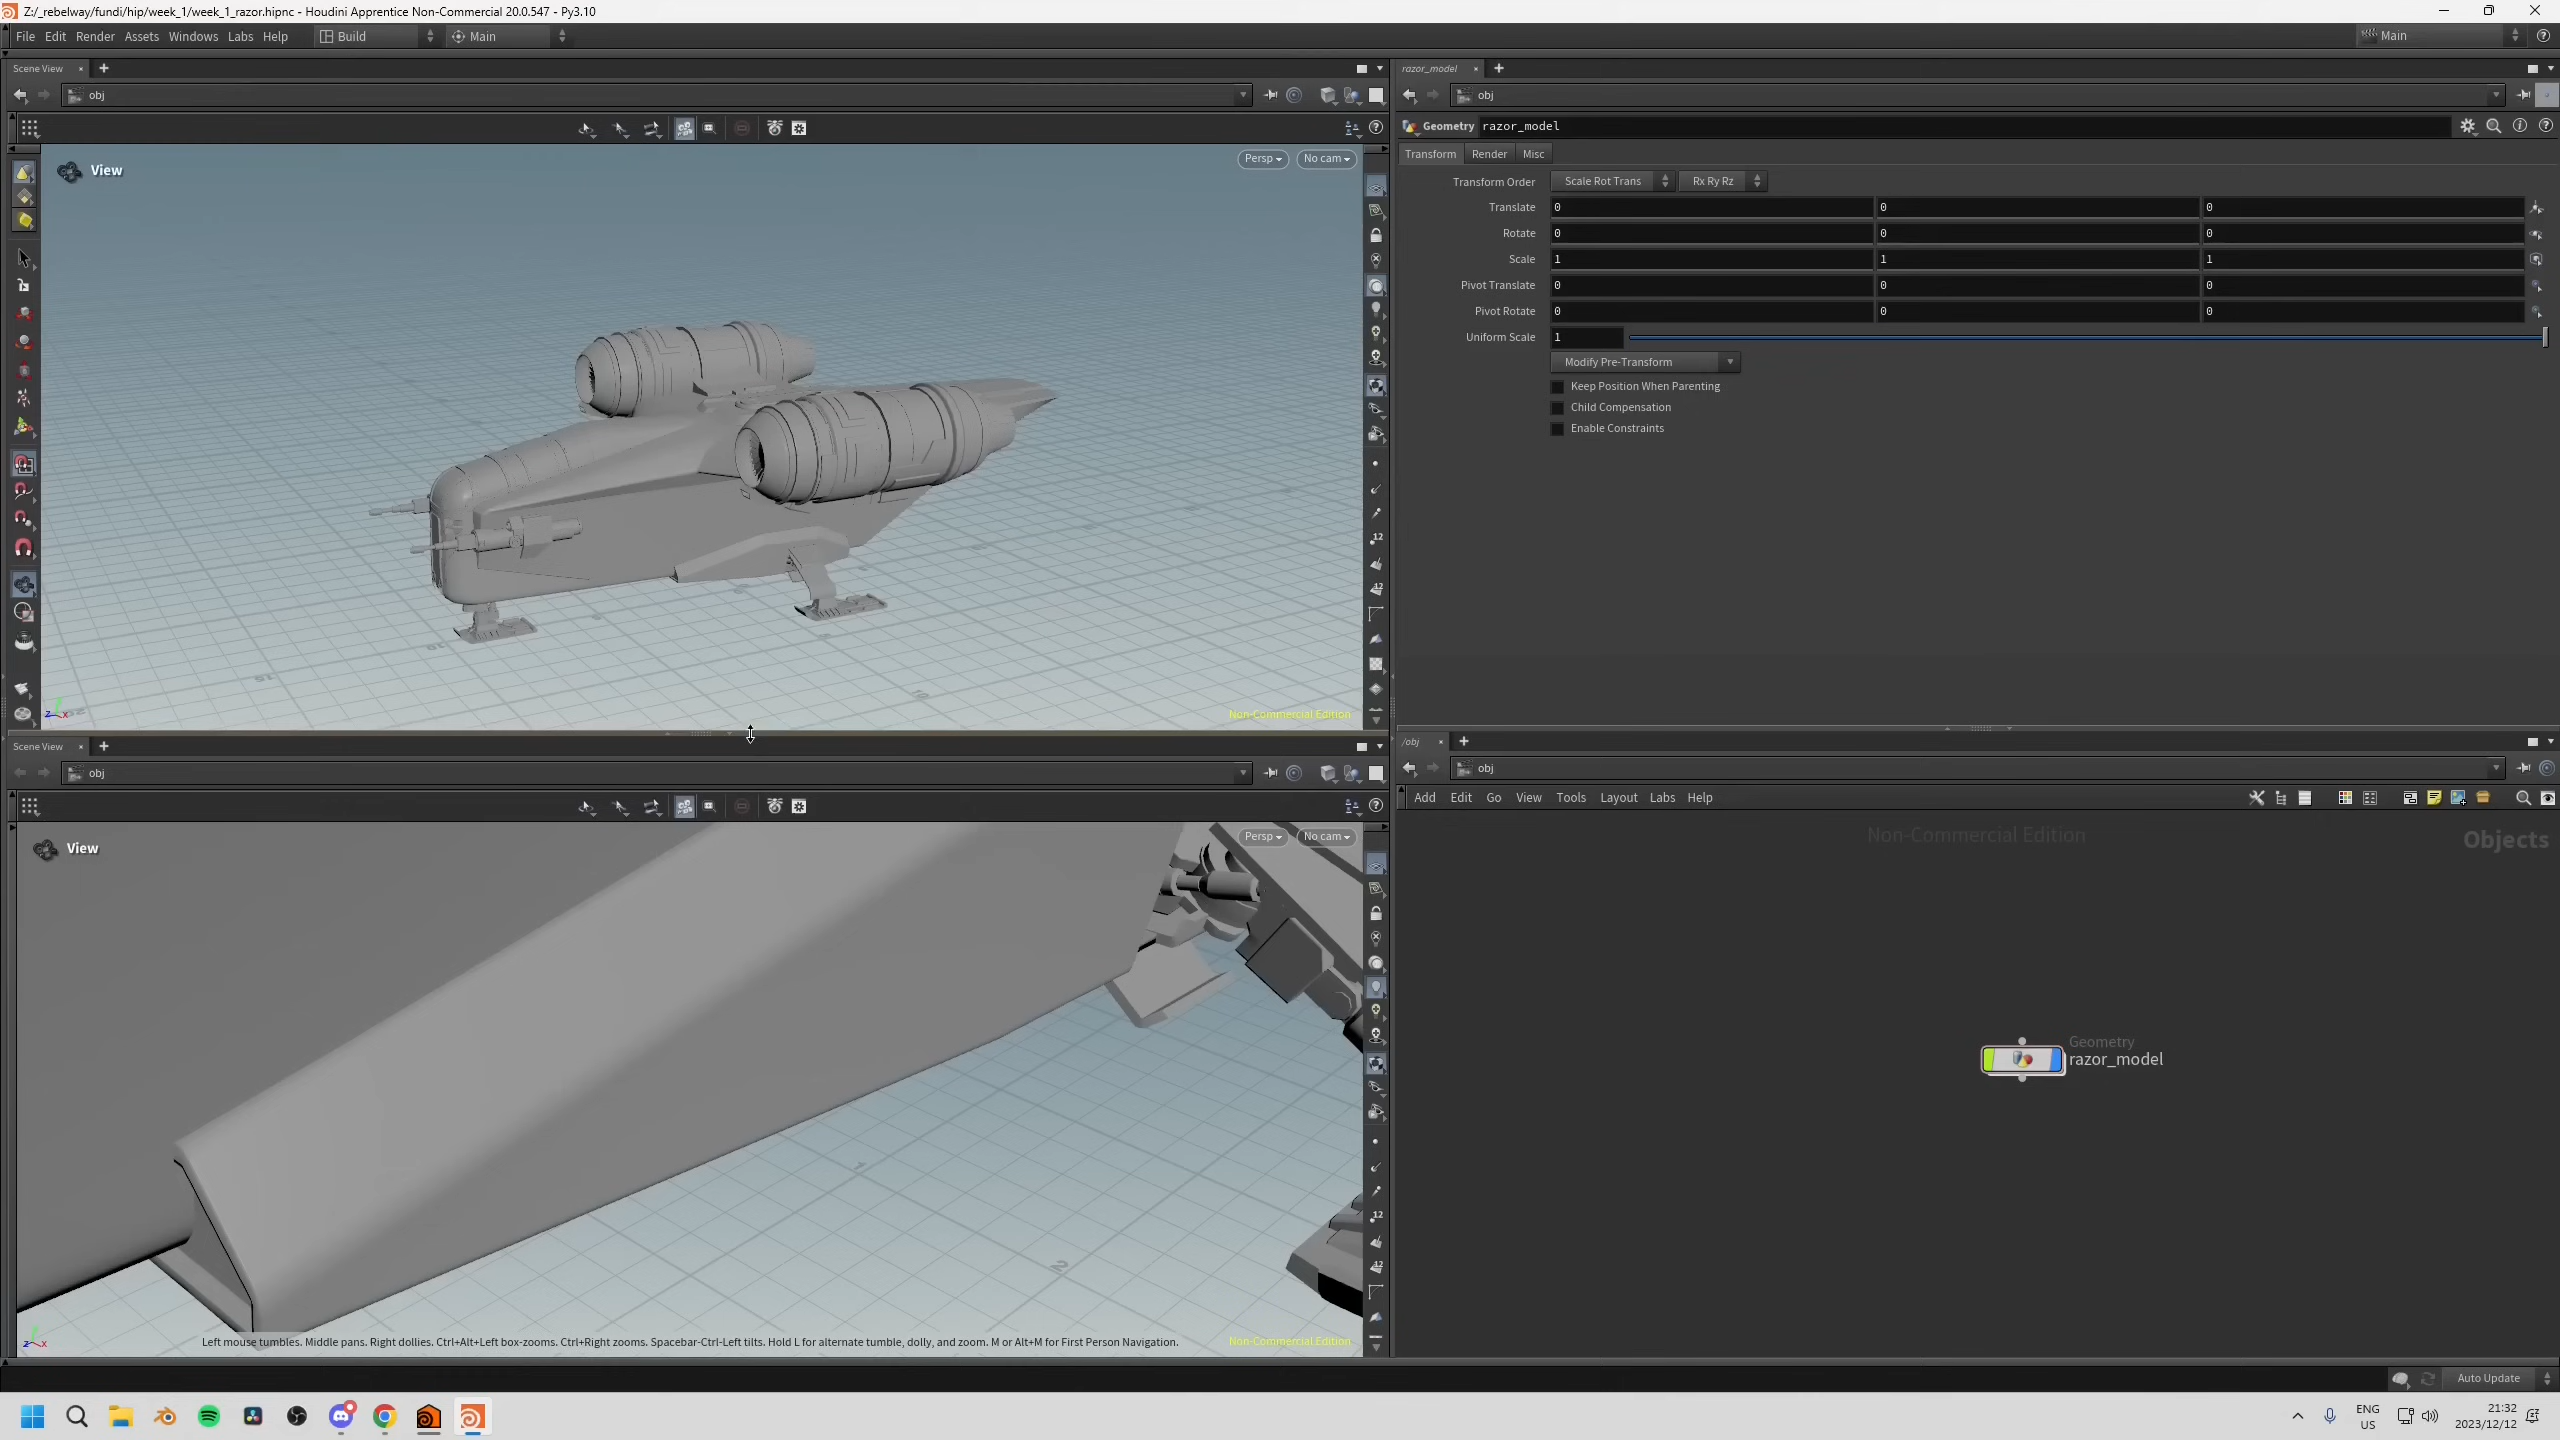 Z:/_rebelway/fundi/hip/week_1/week_1_razor.hipnc - Houdini Apprentice Non-Commercial 20.0.547 - Py3.10
File Edit Render Assets Windows Labs Help Build Main Main
Scene View
obj
View
Persp No cam
Non-Commercial Edition
razor_model
obj
Geometry razor_model
Transform Render Misc
Transform Order Scale Rot Trans Rx Ry Rz
Translate 0 0 0
Rotate 0 0 0
Scale 1 1 1
Pivot Translate 0 0 0
Pivot Rotate 0 0 0
Uniform Scale 1
Modify Pre-Transform
Keep Position When Parenting
Child Compensation
Enable Constraints
Scene View
obj
View
Persp No cam
1
2
Left mouse tumbles. Middle pans. Right dollies. Ctrl+Alt+Left box-zooms. Ctrl+Right zooms. Spacebar-Ctrl-Left tilts. Hold L for alternate tumble, dolly, and zoom. M or Alt+M for First Person Navigation.
Non-Commercial Edition
/obj
obj
Add Edit Go View Tools Layout Labs Help
Non-Commercial Edition
Objects
Geometry
razor_model
Auto Update
ENG
US
21:32
2023/12/12